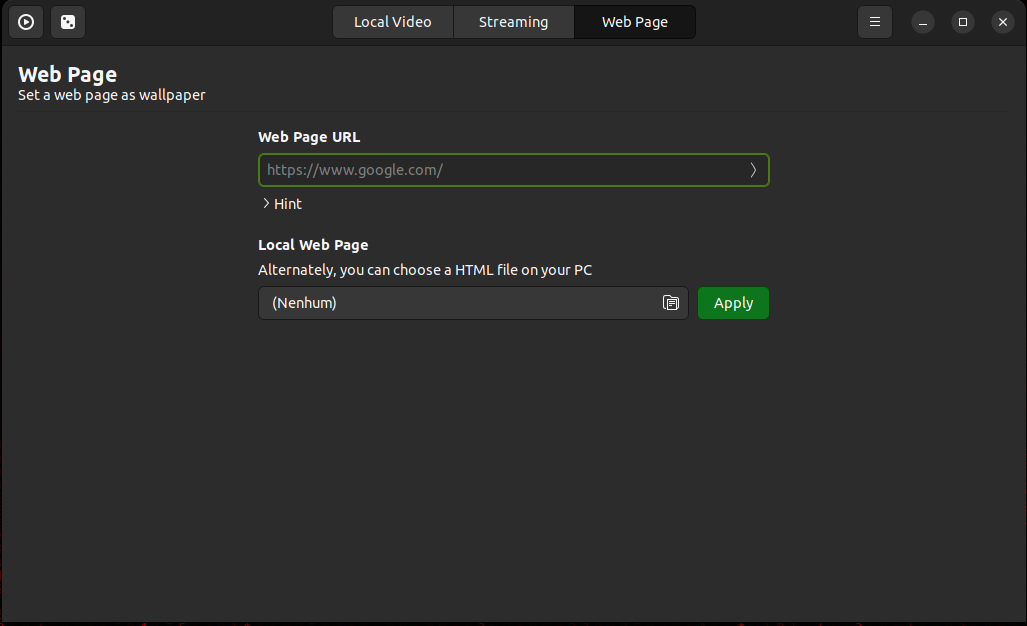 Local Video
Streaming
Web Page
Web Page
Set a web page as wallpaper
Web Page URL
https://www.google.com/
Hint
Local Web Page
Alternately, you can choose a HTML file on your PC
(Nenhum)
Apply